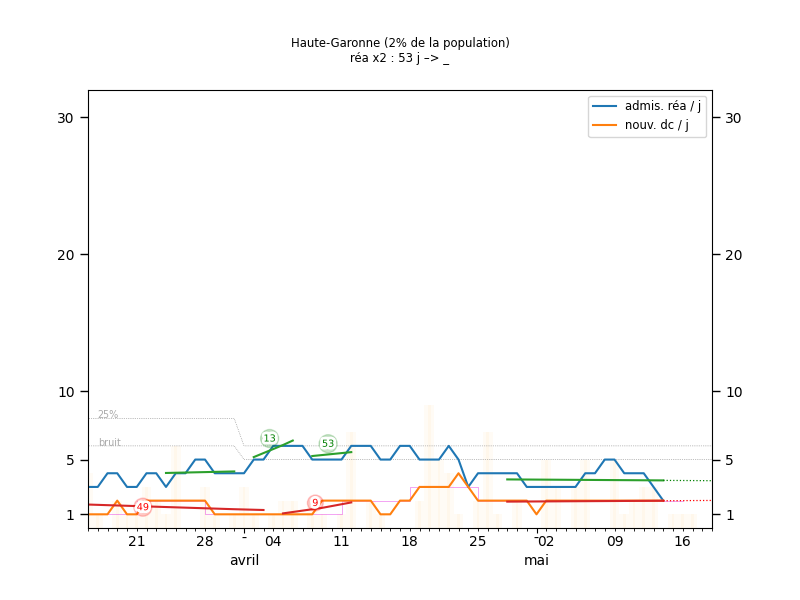 Haute-Garonne (2% de la population)
réa x2 : 53 j –> _
admis. réa / j
nouv. dc / j
30 30
20 20
10 10
25%
bruit
13 53
5 5
49 9
1 1
21 28 - 04 11 18 25 - 02 09 16
avril mai